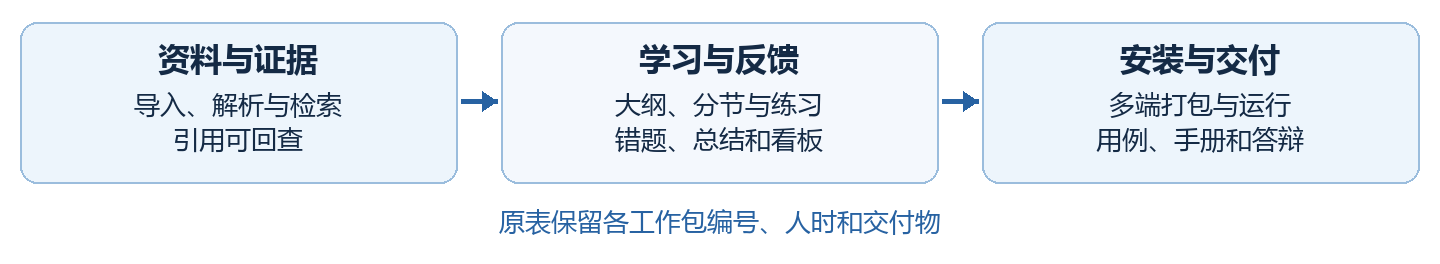 资料与证据
导入、解析与检索
引用可回查
学习与反馈
大纲、分节与练习
错题、总结和看板
安装与交付
多端打包与运行
用例、手册和答辩
原表保留各工作包编号、人时和交付物